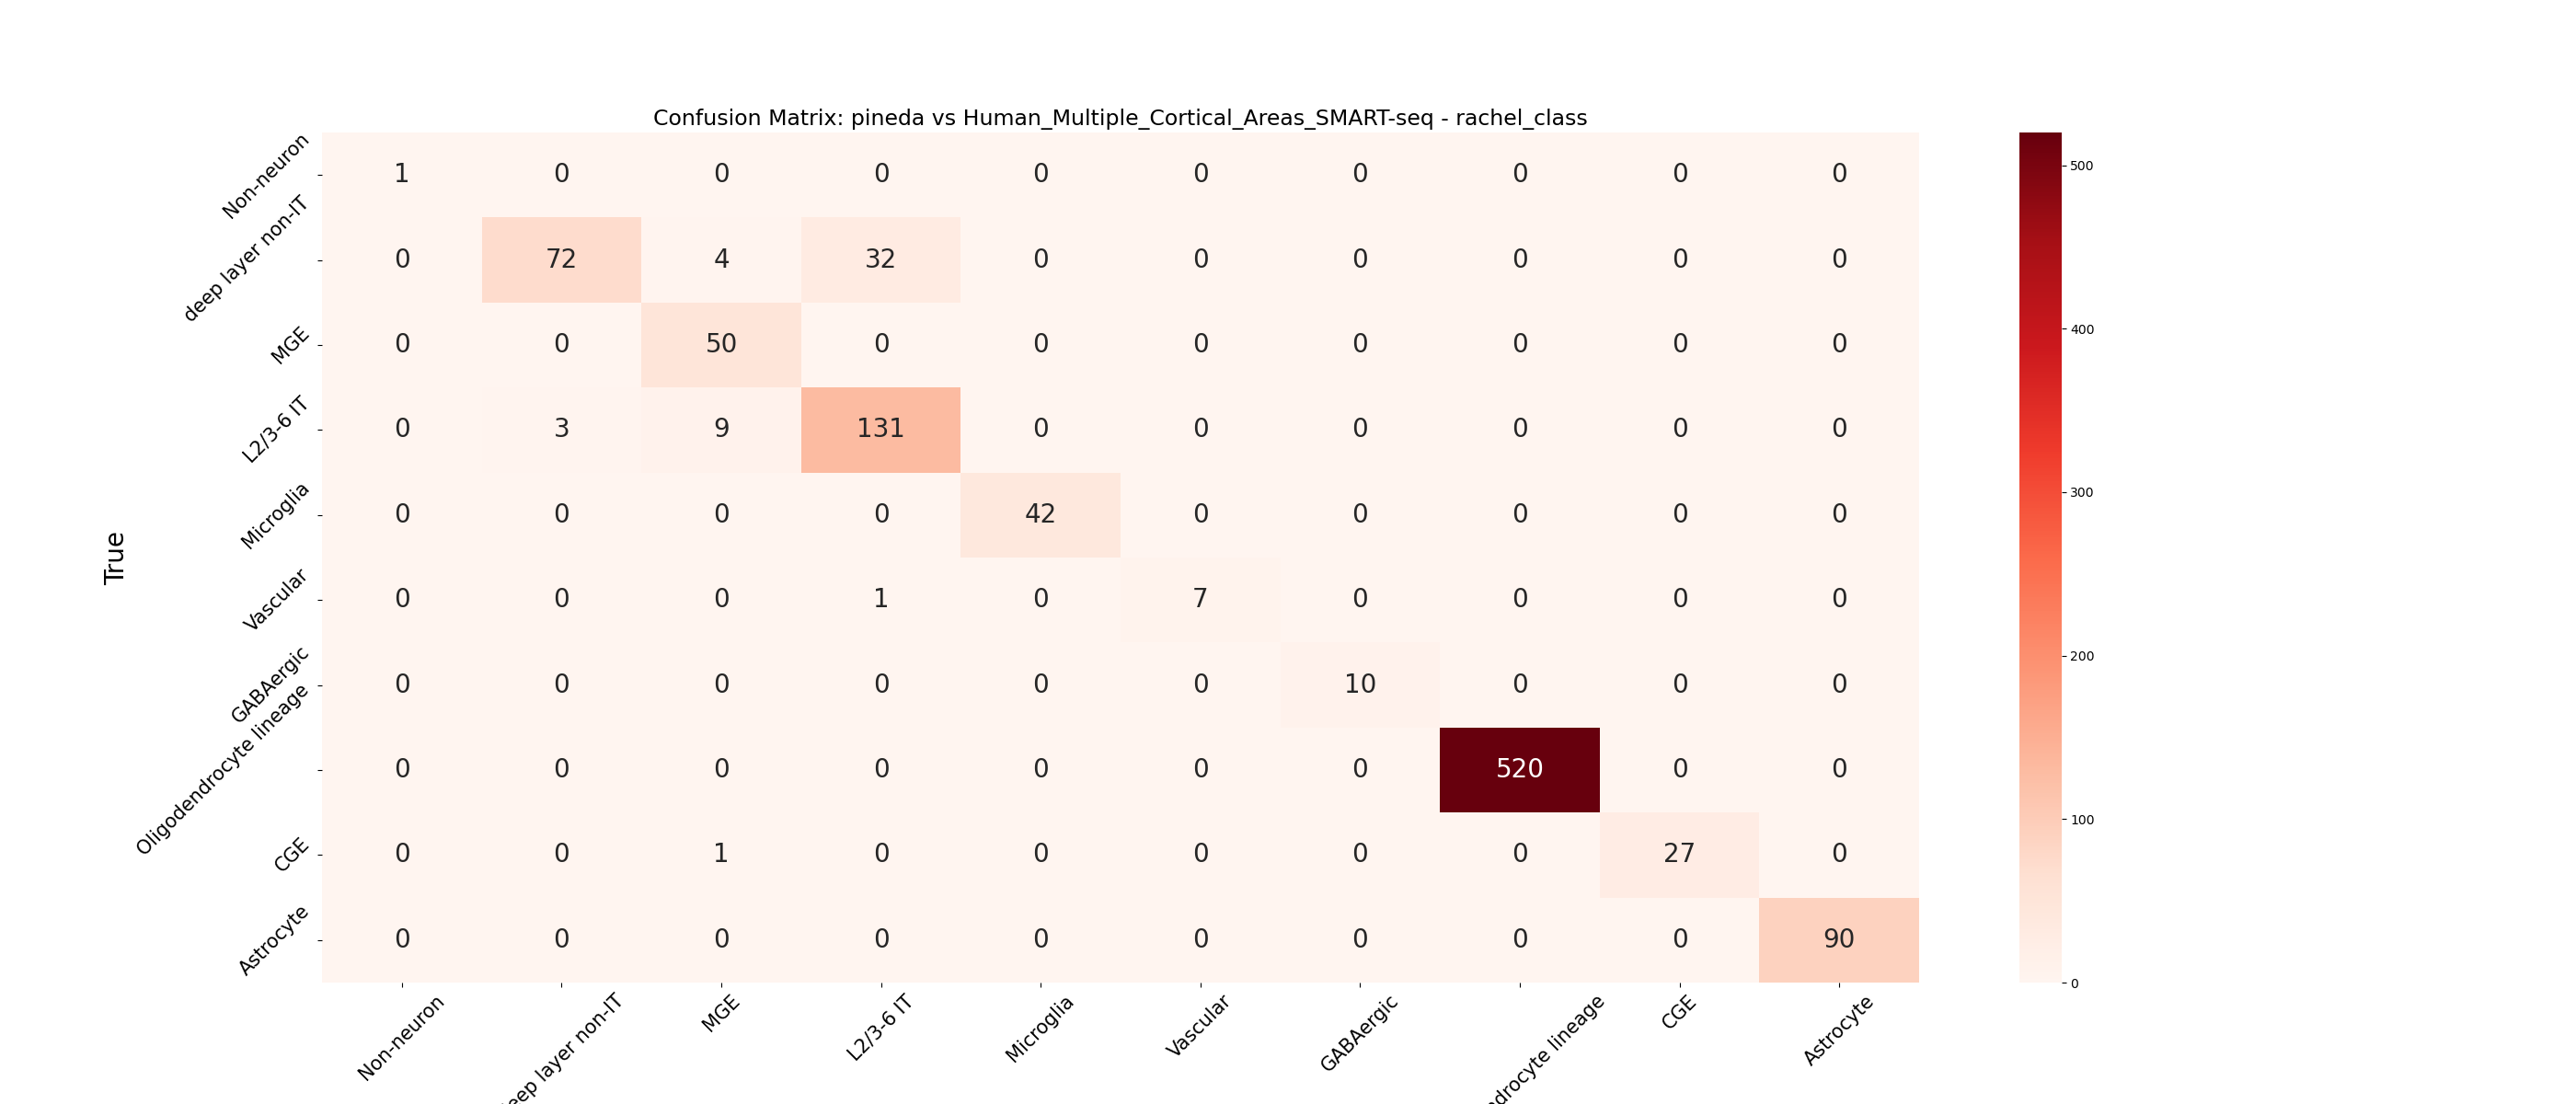 Confusion Matrix: pineda vs Human_Multiple_Cortical_Areas_SMART-seq - rachel_class
True
Non-neuron 1 0 0 0 0 0 0 0 0 0
deep layer non-IT 0 72 4 32 0 0 0 0 0 0
MGE 0 0 50 0 0 0 0 0 0 0
L2/3-6 IT 0 3 9 131 0 0 0 0 0 0
Microglia 0 0 0 0 42 0 0 0 0 0
Vascular 0 0 0 1 0 7 0 0 0 0
GABAergic 0 0 0 0 0 0 10 0 0 0
Oligodendrocyte lineage 0 0 0 0 0 0 0 520 0 0
CGE 0 0 1 0 0 0 0 0 27 0
Astrocyte 0 0 0 0 0 0 0 0 0 90
Non-neuron
eep layer non-IT
MGE
L2/3-6 IT
Microglia
Vascular
GABAergic
ndrocyte lineage
CGE
Astrocyte
500
400
300
200
100
0